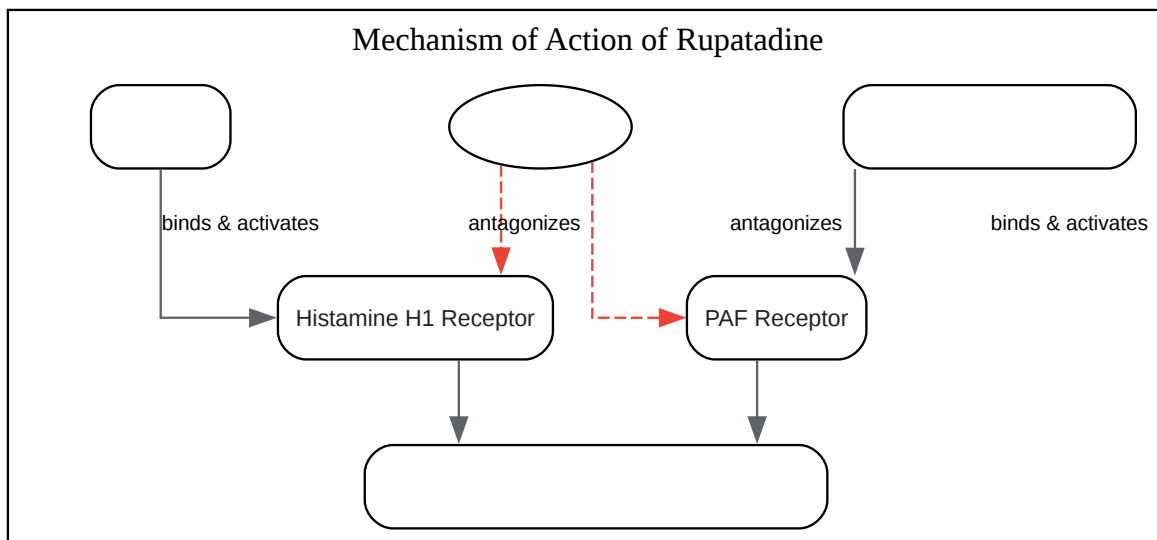 Mechanism of Action of Rupatadine
binds & activates
antagonizes
antagonizes
binds & activates
Histamine H1 Receptor
PAF Receptor